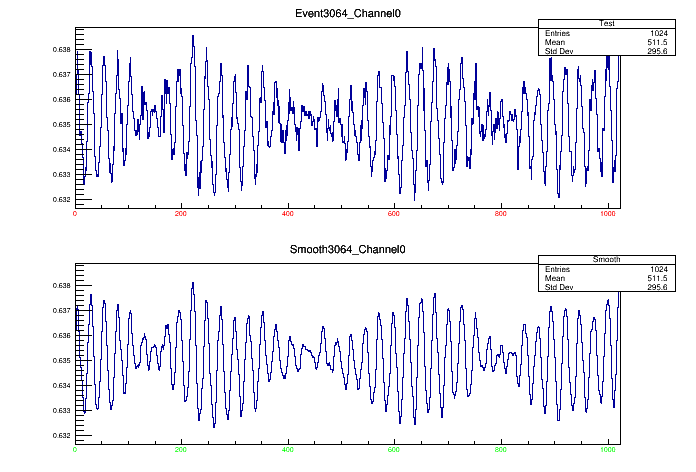 Event3064_Channel0
Test
Entries 1024
Mean 511.5
Std Dev 295.6
0.638
0.637
0.636
0.635
0.634
0.633
0.632
0 200 400 600 800 1000
Smooth3064_Channel0
Smooth
Entries 1024
Mean 511.5
Std Dev 295.6
0.638
0.637
0.636
0.635
0.634
0.633
0.632
0 200 400 600 800 1000